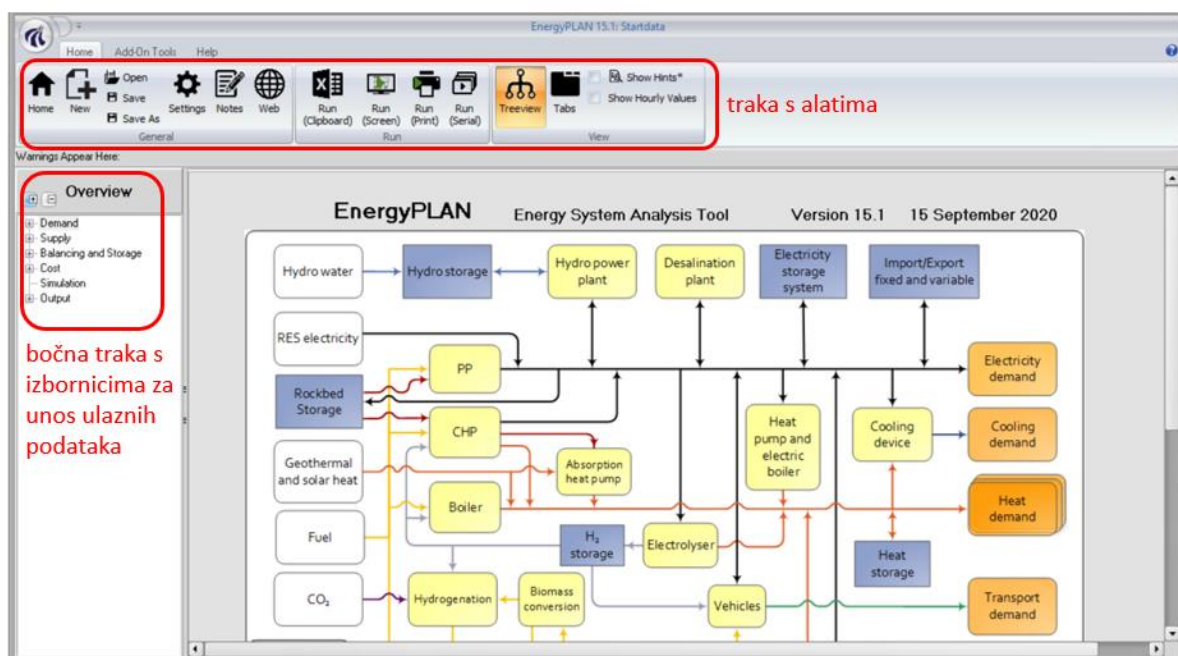 EnergyPLAN 15.1: Startdata
Home Add-On Tools Help
Home
New
Open
Save
Save As
Settings
Notes
Web
General
Run
(Clipboard)
Run
(Screen)
Run
(Print)
Run
(Serial)
Run
Treeview
Tabs
Show Hints*
Show Hourly Values
View
traka s alatima
Warnings Appear Here:
Overview
Demand
Supply
Balancing and Storage
Cost
Simulation
Output
bočna traka s
izbornicima za
unos ulaznih
podataka
EnergyPLAN Energy System Analysis Tool Version 15.1 15 September 2020
Hydro water
Hydro storage
Hydro power
plant
Desalination
plant
Electricity
storage
system
Import/Export
fixed and variable
RES electricity
PP
Electricity
demand
Rockbed
Storage
CHP
Heat
pump and
electric
boiler
Cooling
device
Cooling
demand
Geothermal
and solar heat
Absorption
heat pump
Boiler
Heat
demand
Fuel
H₂
storage
Electrolyser
Heat
storage
CO₂
Hydrogenation
Biomass
conversion
Vehicles
Transport
demand